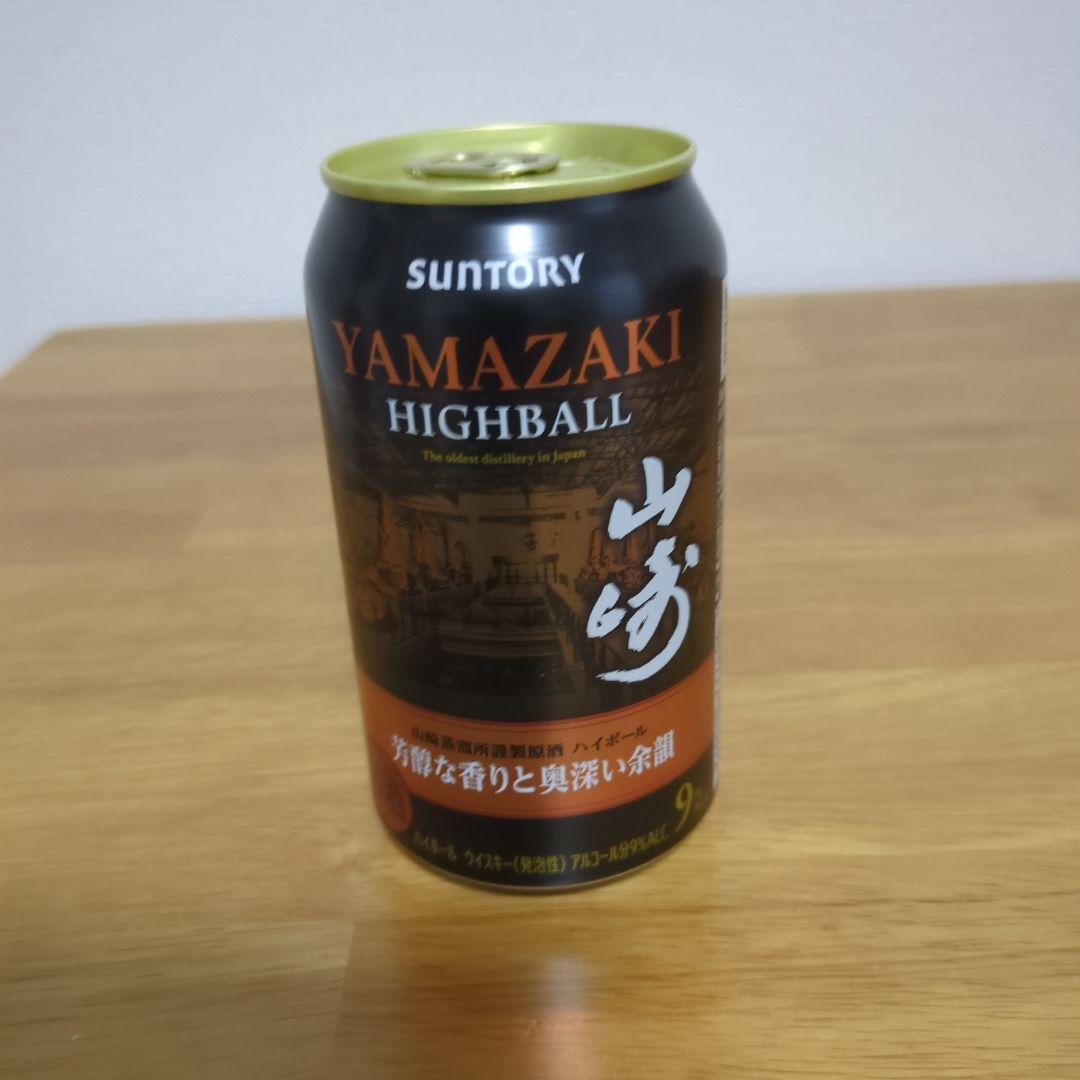 SUNTORY
YAMAZAKI
HIGHBALL
The oldest distillery in Japan
山崎
山崎蒸溜所謹製原酒 ハイボール
芳醇な香りと奥深い余韻
酒
9%
ハイボール ウイスキー(発泡性) アルコール分9%ALC.